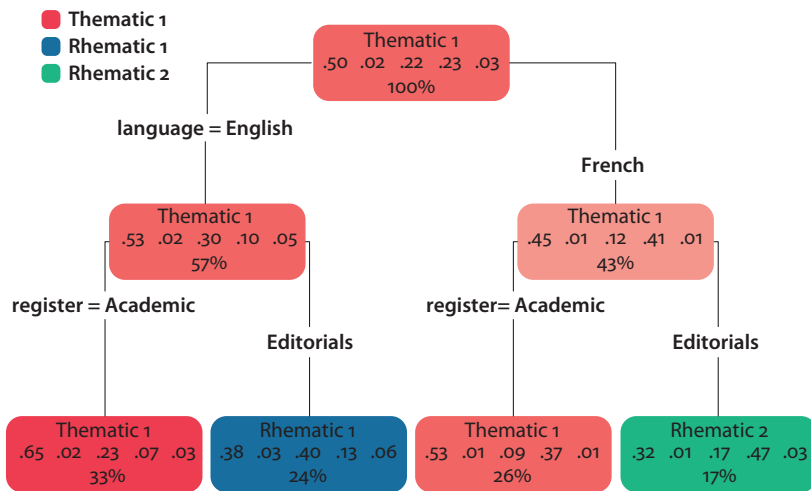 Thematic 1
Rhematic 1
Rhematic 2
Thematic 1
.50 .02 .22 .23 .03
100%
language = English
French
Thematic 1
.53 .02 .30 .10 .05
57%
Thematic 1
.45 .01 .12 .41 .01
43%
register = Academic
Editorials
register= Academic
Editorials
Thematic 1
.65 .02 .23 .07 .03
33%
Rhematic 1
.38 .03 .40 .13 .06
24%
Thematic 1
.53 .01 .09 .37 .01
26%
Rhematic 2
.32 .01 .17 .47 .03
17%